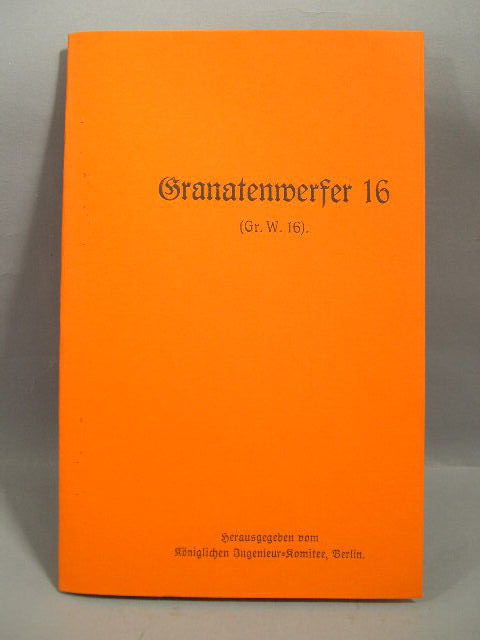 Granatenwerfer 16
(Gr. W. 16).
Herausgegeben vom
Königlichen Ingenieur-Komitee, Berlin.